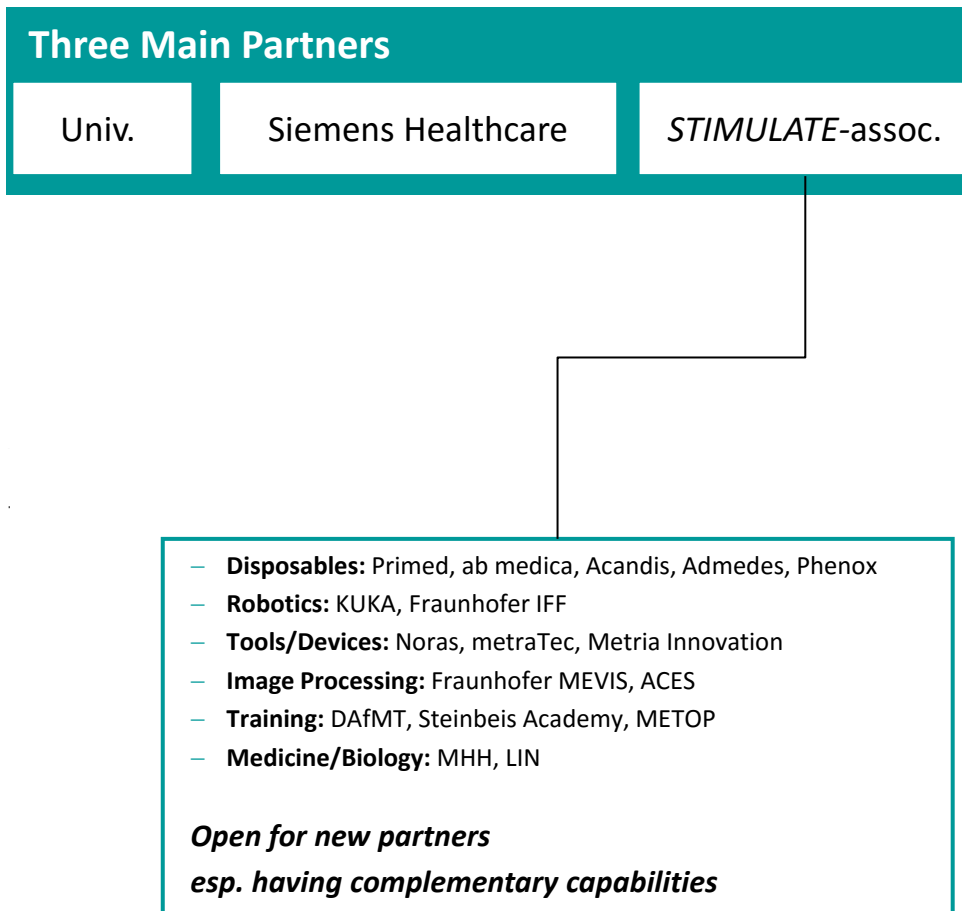 Three Main Partners
Univ.
Siemens Healthcare
STIMULATE-assoc.
– Disposables: Primed, ab medica, Acandis, Admedes, Phenox
– Robotics: KUKA, Fraunhofer IFF
– Tools/Devices: Noras, metraTec, Metria Innovation
– Image Processing: Fraunhofer MEVIS, ACES
– Training: DAfMT, Steinbeis Academy, METOP
– Medicine/Biology: MHH, LIN
Open for new partners
esp. having complementary capabilities